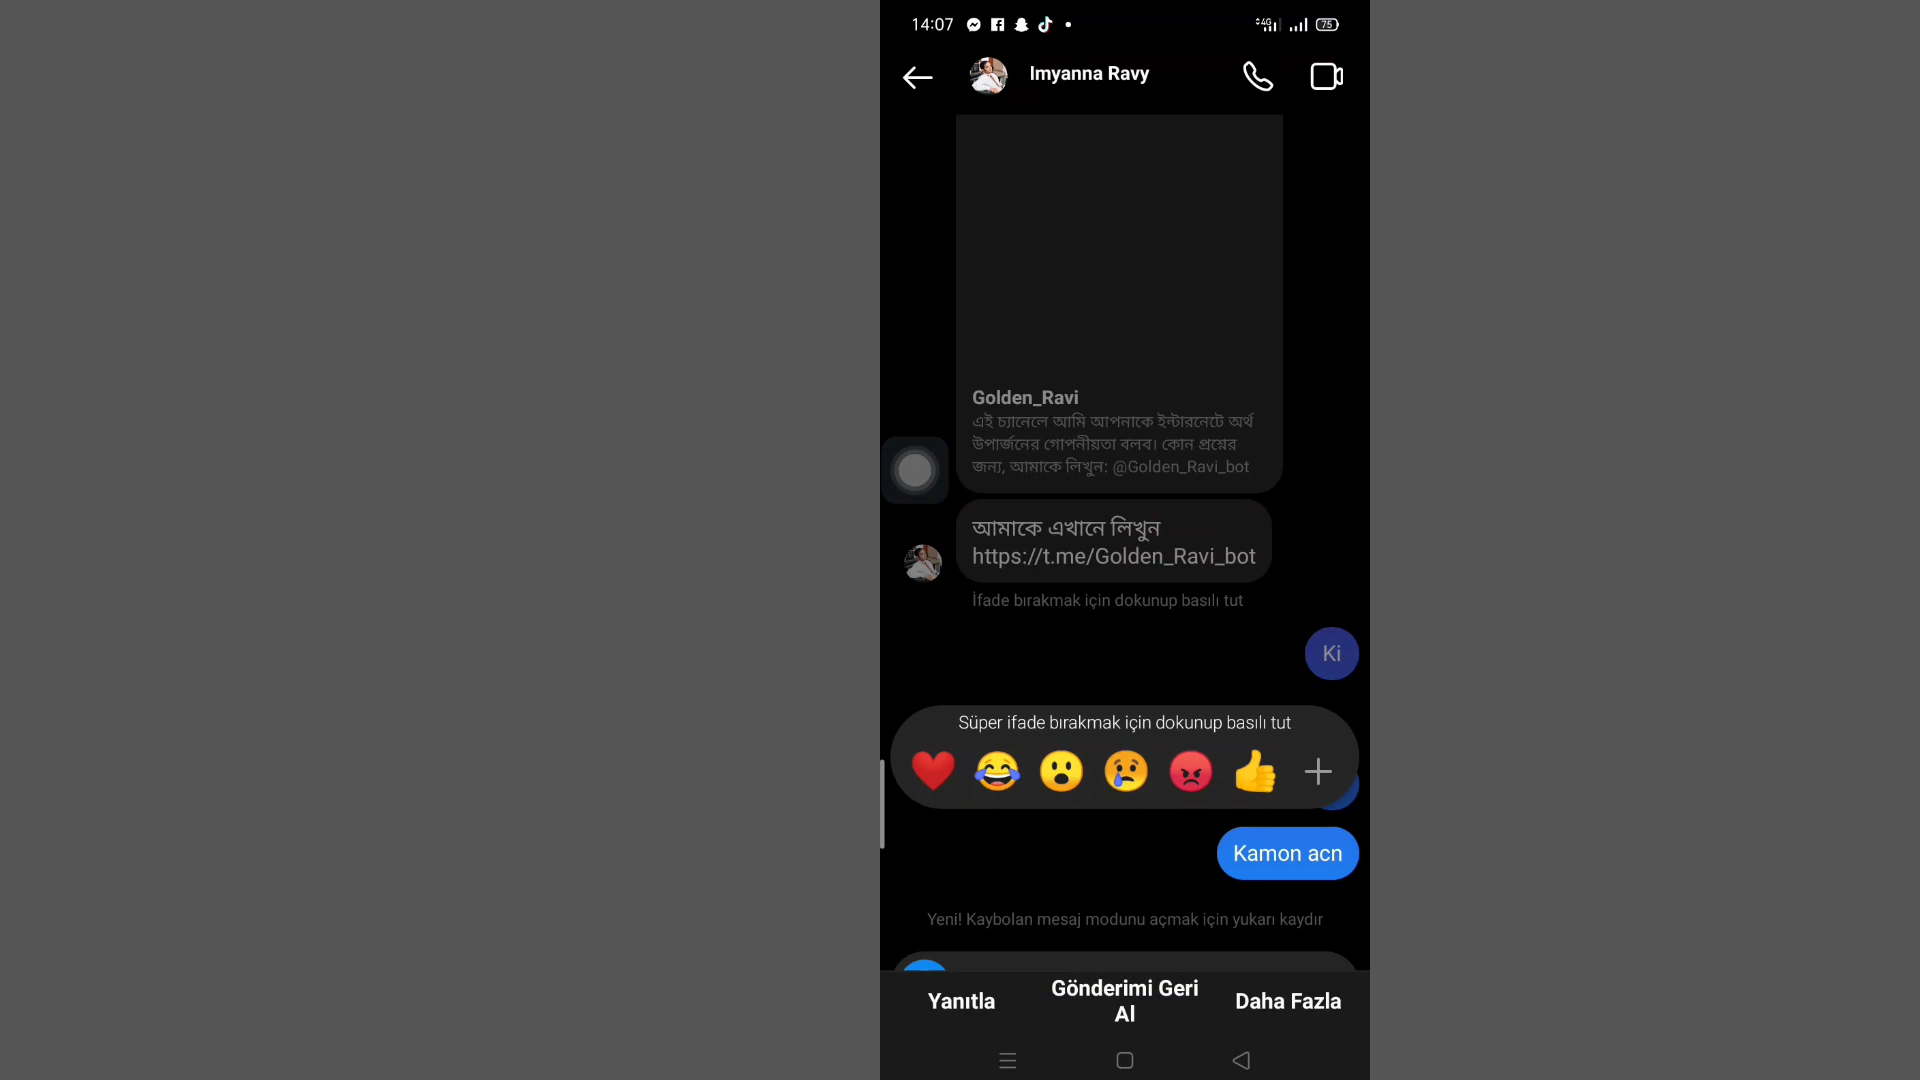 14:07
4G
75
Imyanna Ravy
Golden_Ravi
এই চ্যানেলে আমি আপনাকে ইন্টারনেটে অর্থ
উপার্জনের গোপনীয়তা বলব। কোন প্রশ্নের
জন্য, আমাকে লিখুন: @Golden_Ravi_bot
আমাকে এখানে লিখুন
https://t.me/Golden_Ravi_bot
İfade bırakmak için dokunup basılı tut
Ki
Süper ifade bırakmak için dokunup basılı tut
Kamon acn
Yeni! Kaybolan mesaj modunu açmak için yukarı kaydır
Yanıtla
Gönderimi Geri
Al
Daha Fazla